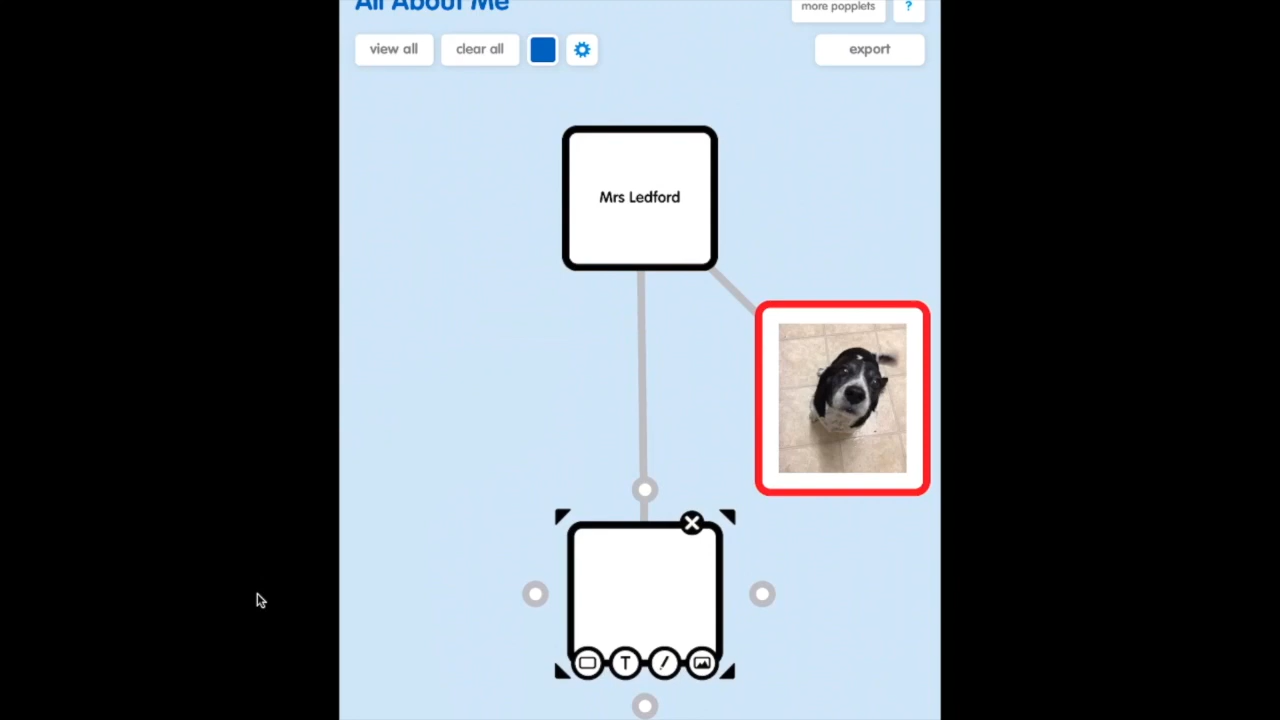 All About Me
more popplets
?
view all
clear all
export
Mrs Ledford
T